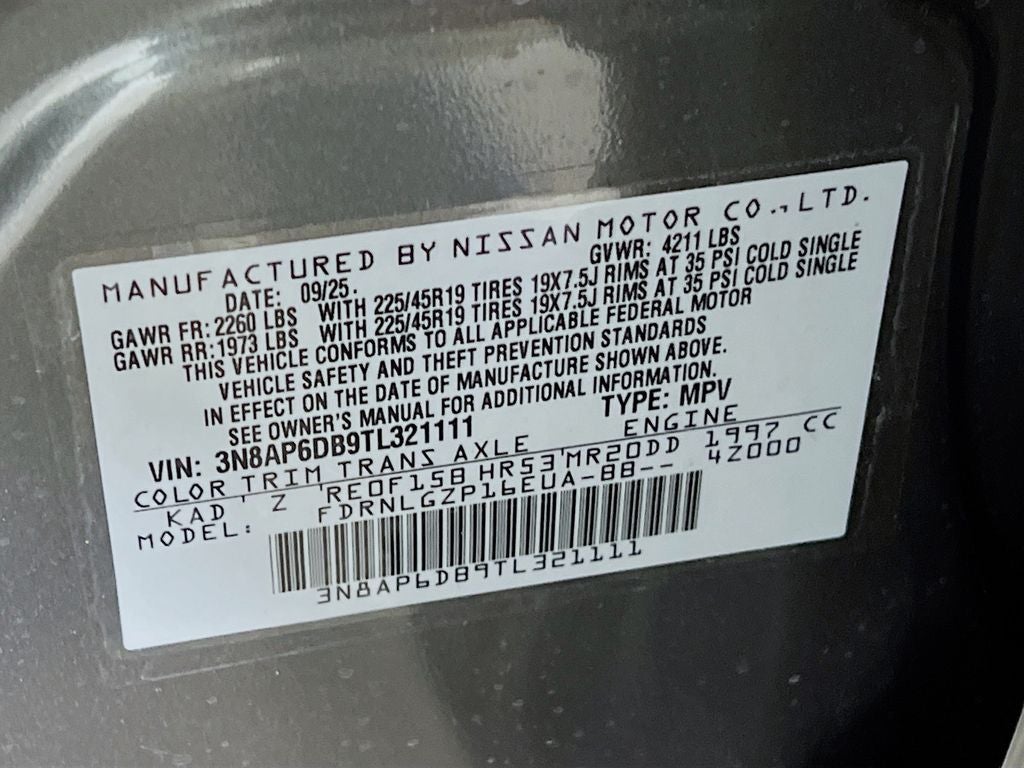 MANUFACTURED BY NISSAN MOTOR CO., LTD.
DATE: 09/25. GVWR: 4211 LBS
GAWR FR: 2260 LBS WITH 225/45R19 TIRES 19X7.5J RIMS AT 35 PSI COLD SINGLE
GAWR RR: 1973 LBS WITH 225/45R19 TIRES 19X7.5J RIMS AT 35 PSI COLD SINGLE
THIS VEHICLE CONFORMS TO ALL APPLICABLE FEDERAL MOTOR
VEHICLE SAFETY AND THEFT PREVENTION STANDARDS
IN EFFECT ON THE DATE OF MANUFACTURE SHOWN ABOVE.
SEE OWNER'S MANUAL FOR ADDITIONAL INFORMATION.
VIN: 3N8AP6DB9TL321111 TYPE: MPV
COLOR TRIM TRANS AXLE ENGINE
KAD ' Z 'RE0F15B HR53'MR20DD 1997 CC
MODEL: FDRNLGZP16EUA-BB-- 4Z000
3N8AP6DB9TL321111